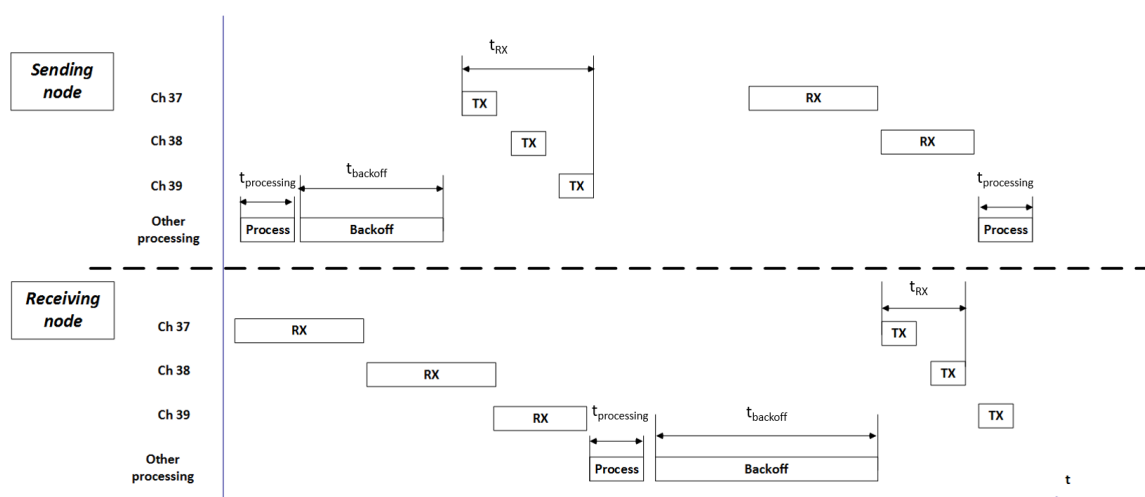 t_RX
Sending
node
Ch 37
TX
RX
Ch 38
TX
RX
t_processing
t_backoff
Ch 39
TX
t_processing
Other
processing
Process
Backoff
Process
Receiving
node
t_RX
Ch 37
RX
TX
Ch 38
RX
TX
Ch 39
RX
t_processing
t_backoff
TX
Other
processing
Process
Backoff
t